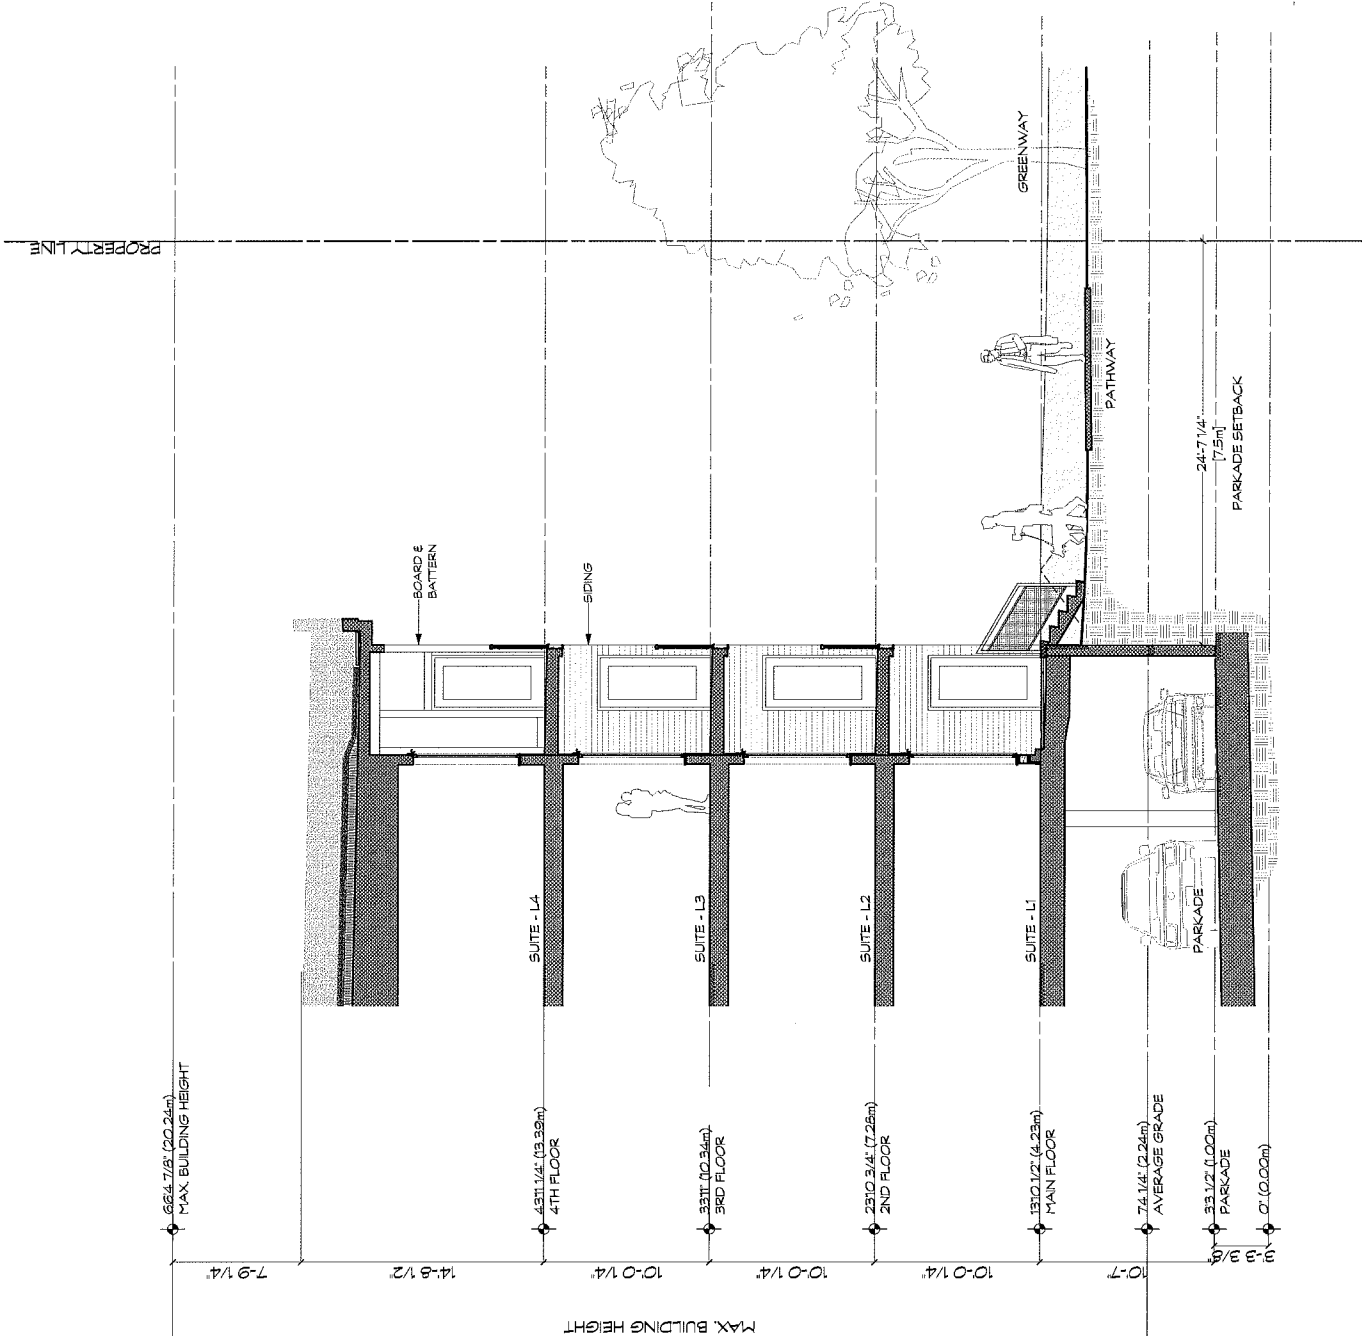 PROPERTY LINE
GREENWAY
PATHWAY
24'-7 1/4"
[7.5m]
PARKADE SETBACK
BOARD &
BATTERN
SIDING
SUITE - L4
SUITE - L3
SUITE - L2
SUITE - L1
PARKADE
66'4 7/8" (20.24m)
MAX. BUILDING HEIGHT
43'11 1/4" (13.39m)
4TH FLOOR
33'11" (10.34m)
3RD FLOOR
23'10 3/4" (7.28m)
2ND FLOOR
13'10 1/2" (4.23m)
MAIN FLOOR
7'4 1/4" (2.24m)
AVERAGE GRADE
3'3 1/2" (1.00m)
PARKADE
0" (0.00m)
7'-9 1/4"
14'-8 1/2"
10'-0 1/4"
10'-0 1/4"
10'-0 1/4"
10'-7"
3'-3 3/8"
MAX. BUILDING HEIGHT